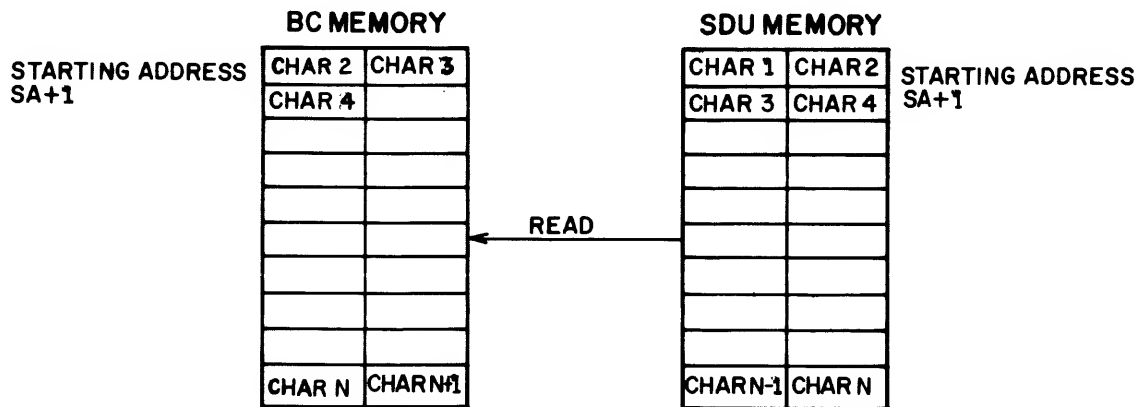 BC MEMORY
SDU MEMORY
STARTING ADDRESS
SA+1
CHAR 2 CHAR 3
CHAR 4
CHAR N CHAR N+1
READ
CHAR 1 CHAR 2
CHAR 3 CHAR 4
CHAR N-1 CHAR N
STARTING ADDRESS
SA+1